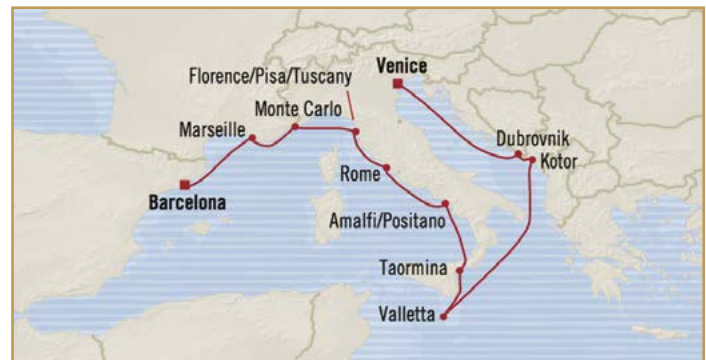 Venice
Florence/Pisa/Tuscany
Monte Carlo
Marseille
Dubrovnik
Kotor
Rome
Barcelona
Amalfi/Positano
Taormina
Valletta